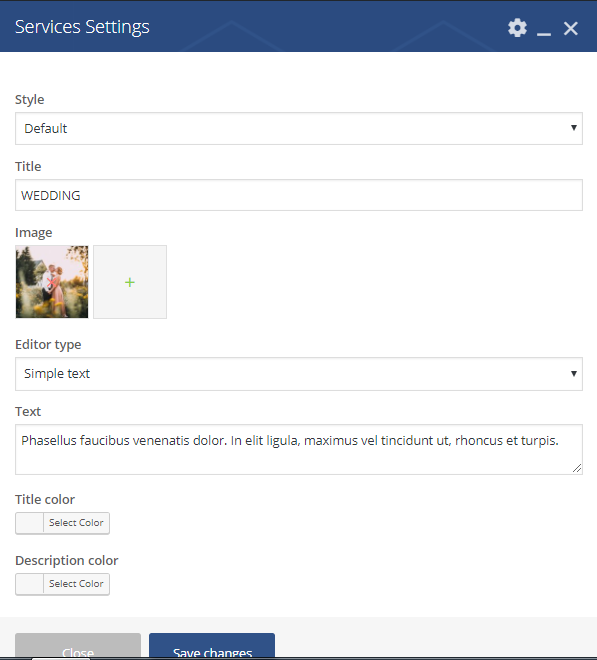 Services Settings
Style
Default
Title
WEDDING
Image
+
Editor type
Simple text
Text
Phasellus faucibus venenatis dolor. In elit ligula, maximus vel tincidunt ut, rhoncus et turpis.
Title color
Select Color
Description color
Select Color
Close Save changes